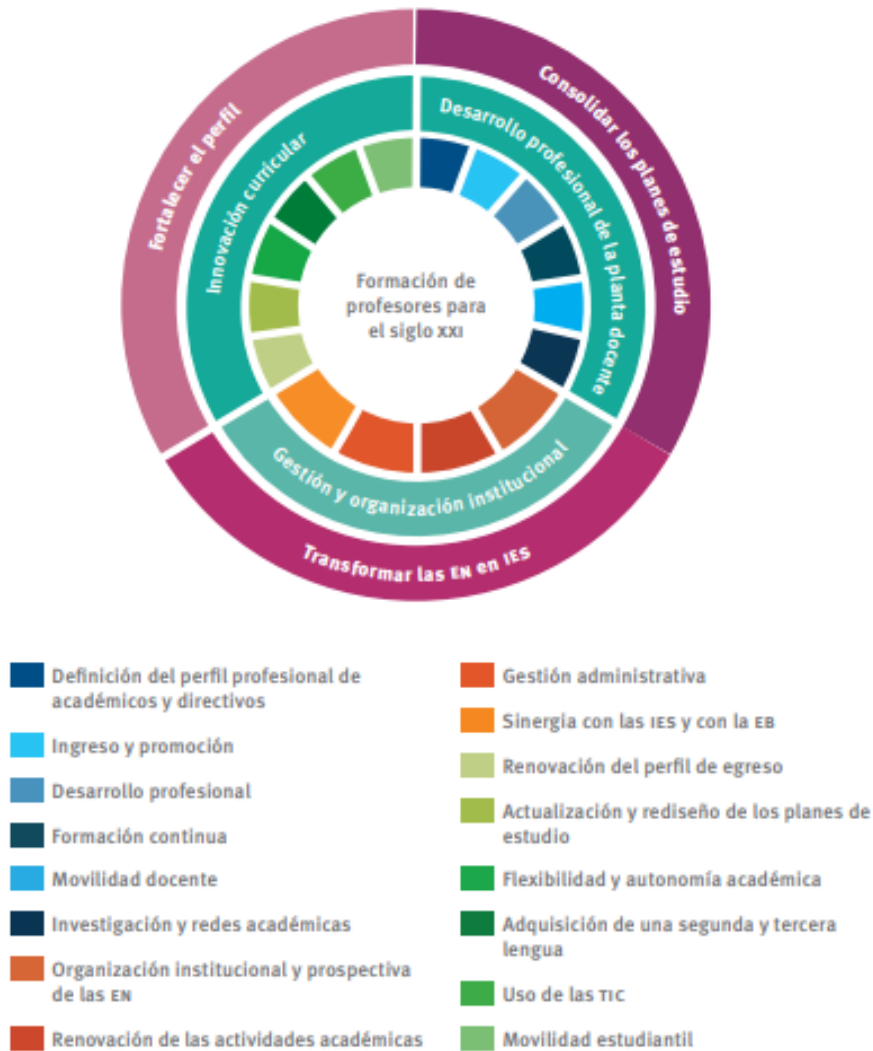 Fortalecer el perfil
Consolidar los planes de estudio
Innovación curricular
Desarrollo profesional de la planta docente
Formación de
profesores para
el siglo XXI
Gestión y organización institucional
Transformar las EN en IES
Definición del perfil profesional de
académicos y directivos
Ingreso y promoción
Desarrollo profesional
Formación continua
Movilidad docente
Investigación y redes académicas
Organización institucional y prospectiva
de las EN
Renovación de las actividades académicas
Gestión administrativa
Sinergia con las IES y con la EB
Renovación del perfil de egreso
Actualización y rediseño de los planes de
estudio
Flexibilidad y autonomía académica
Adquisición de una segunda y tercera
lengua
Uso de las TIC
Movilidad estudiantil